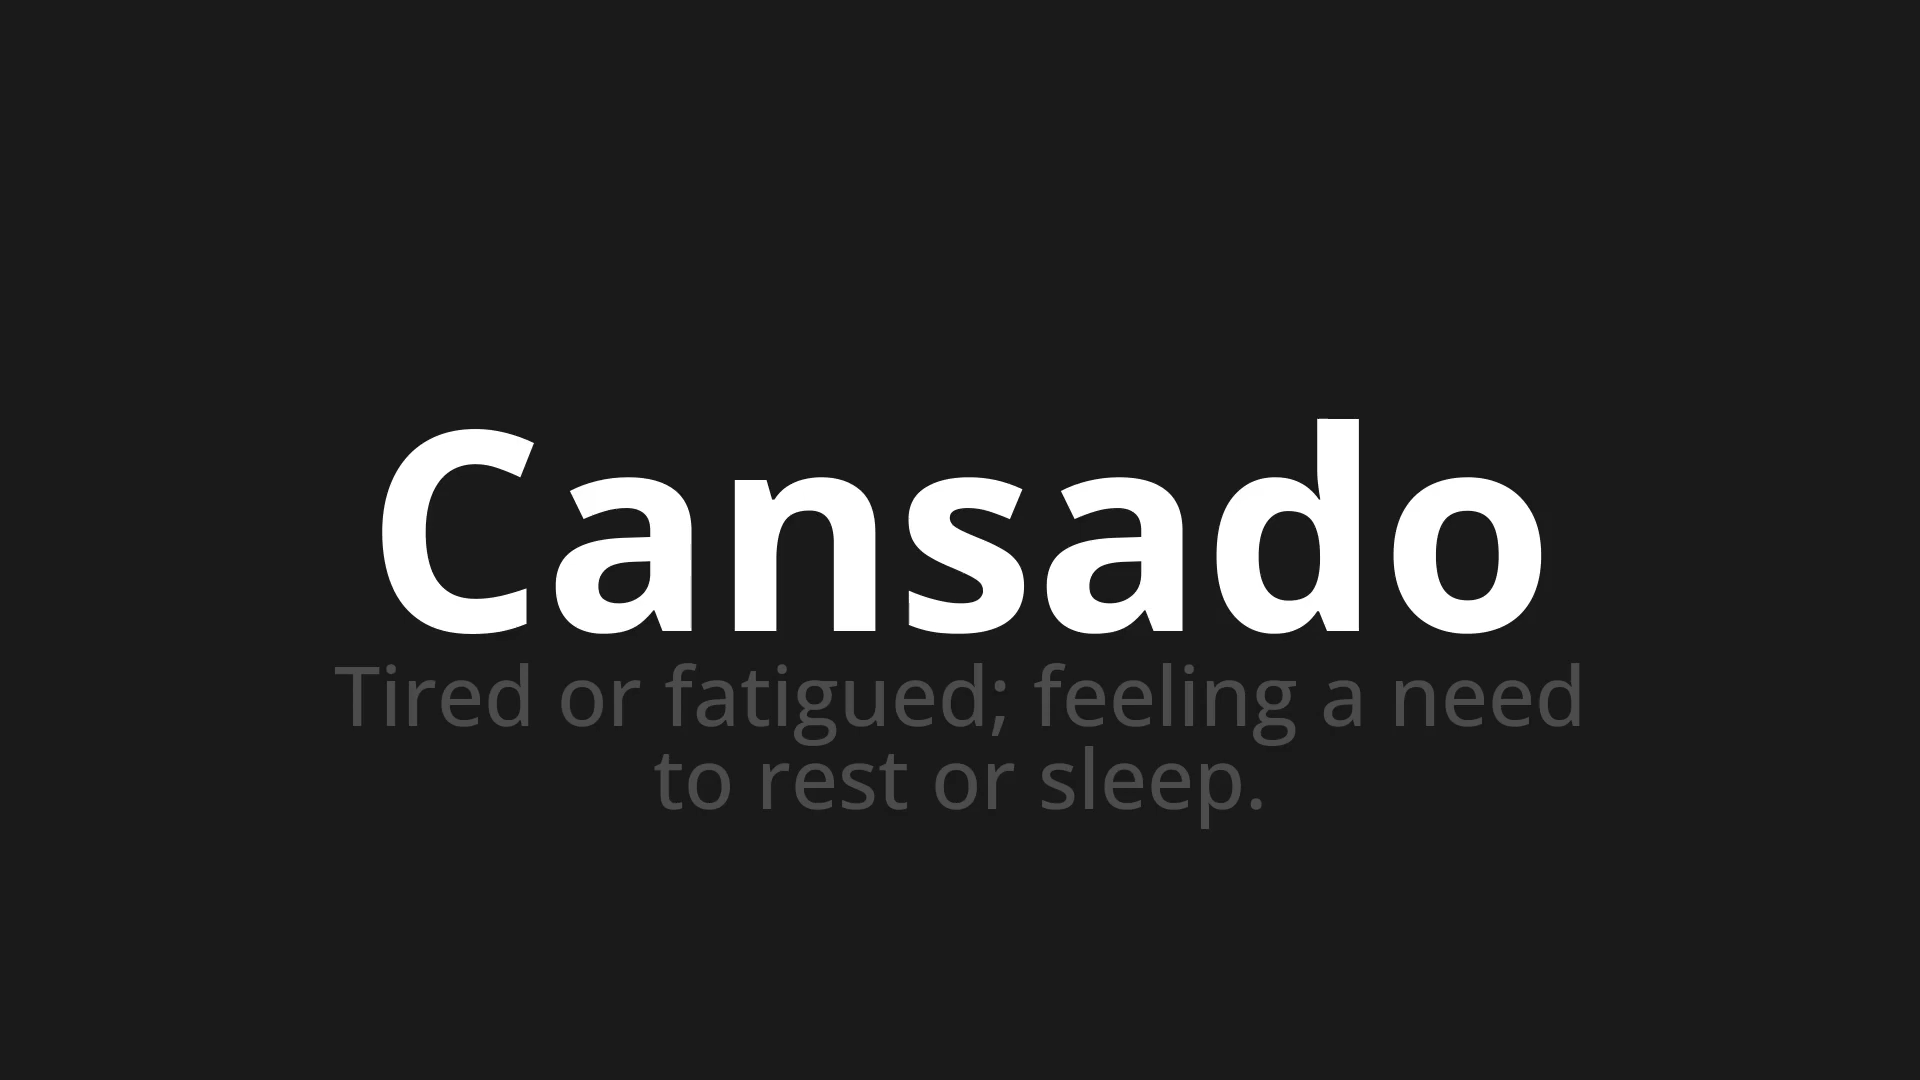 Cansado
Tired or fatigued; feeling a need
to rest or sleep.